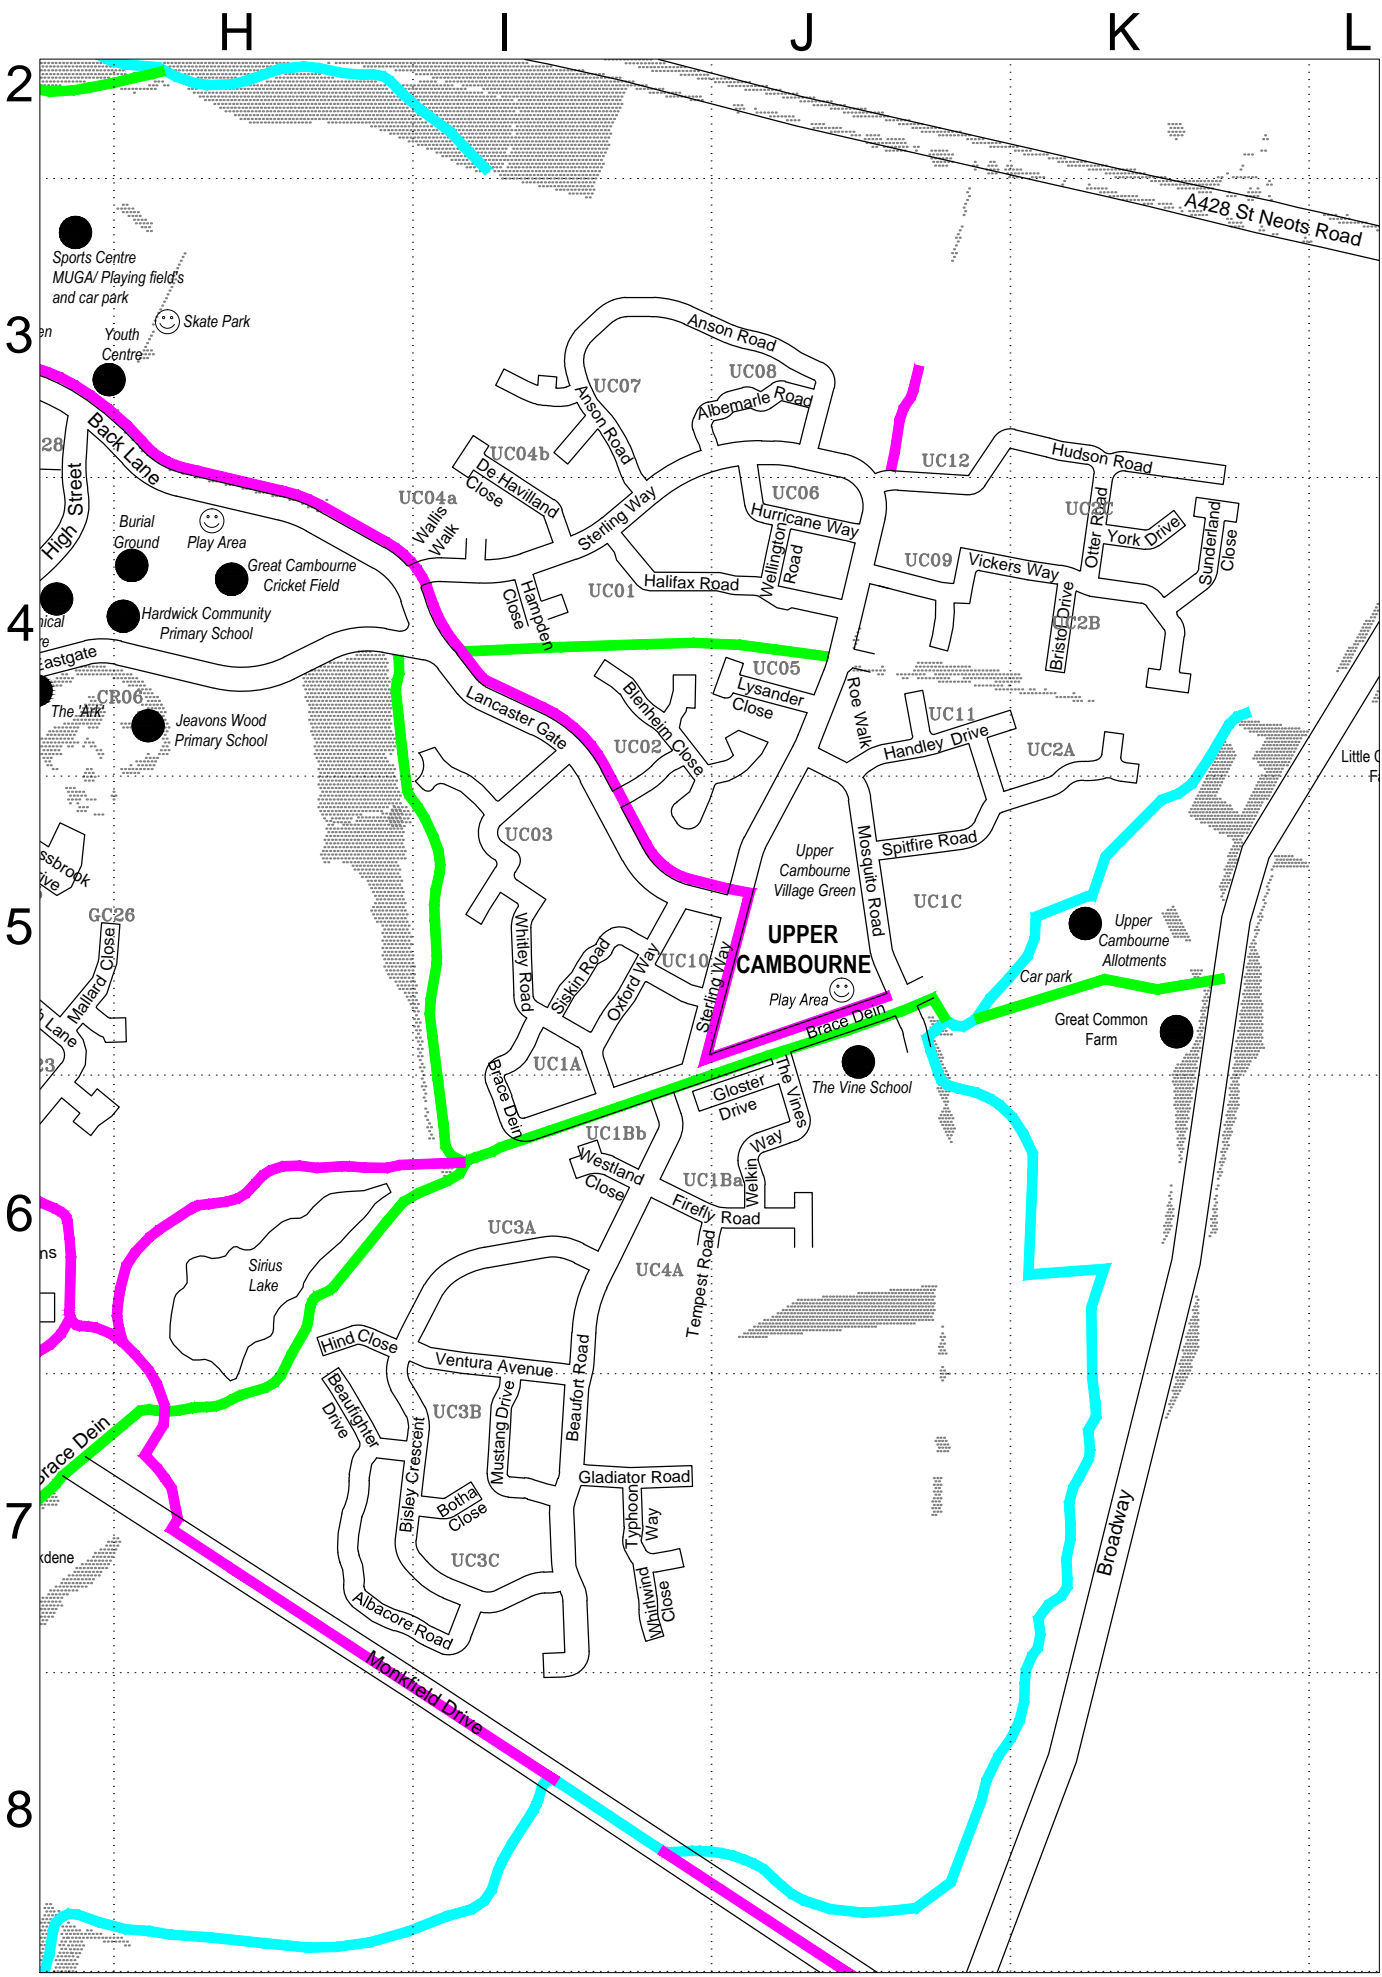 H I J K L
2
A428 St Neots Road
Sports Centre
MUGA/ Playing field's
and car park
Skate Park
3
Youth
Centre
Anson Road
UC08
UC07
Albemarle Road
Anson Road
Back Lane
28
UC04b
UC12
Hudson Road
De Havilland
Close
High Street
UC04a
Wallis
Walk
Sterling Way
UC06
Hurricane Way
Wellington
Road
UC2C
Otter Road
York Drive
Sunderland
Close
Burial
Ground
Play Area
Great Cambourne
Cricket Field
UC09
Vickers Way
Halifax Road
UC01
Hampden
Close
Hardwick Community
Primary School
4
Bristol Drive
UC2B
Eastgate
UC05
Lysander
Close
The 'Ark'
CR06
Jeavons Wood
Primary School
Lancaster Gate
Blenheim Close
UC02
Roe Walk
UC11
Handley Drive
UC2A
Little
UC03
Mosquito Road
Spitfire Road
Upper
Cambourne
Village Green
UC1C
GC26
Mallard Close
5
Whitley Road
Siskin Road
Oxford Way
UC10
Sterling Way
UPPER
CAMBOURNE
Play Area
Upper
Cambourne
Allotments
Car park
Brace Dein
Great Common
Farm
Lane
UC1A
Brace Dein
Gloster
Drive
The Vines
The Vine School
UC1Bb
Westland
Close
UC1Ba
Welkin Way
6
Firefly Road
UC3A
Tempest Road
UC4A
Sirius
Lake
Hind Close
Ventura Avenue
Beaufort Road
Beaufighter
Drive
UC3B
Mustang Drive
Bisley Crescent
Brace Dein
Gladiator Road
Botha
Close
Typhoon
Way
7
UC3C
Whirlwind
Close
Broadway
Albacore Road
Monkfield Drive
8